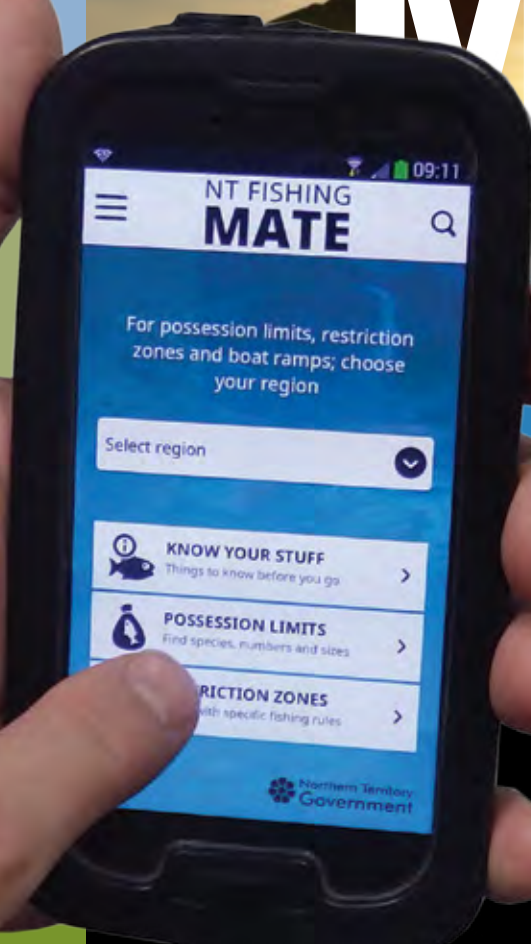 09:11
NT FISHING
MATE
For possession limits, restriction
zones and boat ramps; choose
your region
Select region
KNOW YOUR STUFF
Things to know before you go
POSSESSION LIMITS
Find species, numbers and sizes
RICTION ZONES
with specific fishing rules
Northern Territory
Government